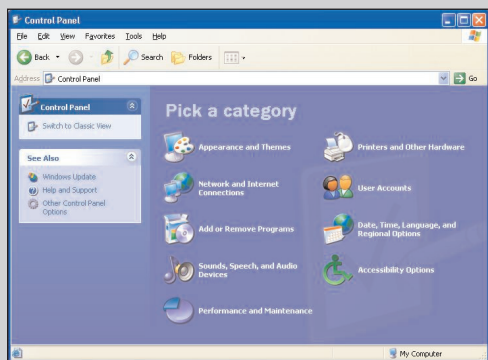 Control Panel
File Edit View Favorites Tools Help
Back Search Folders
Address Control Panel Go
Control Panel
Switch to Classic View
See Also
Windows Update
Help and Support
Other Control Panel
Options
Pick a category
Appearance and Themes
Printers and Other Hardware
Network and Internet
Connections
User Accounts
Add or Remove Programs
Date, Time, Language, and
Regional Options
Sounds, Speech, and Audio
Devices
Accessibility Options
Performance and Maintenance
My Computer